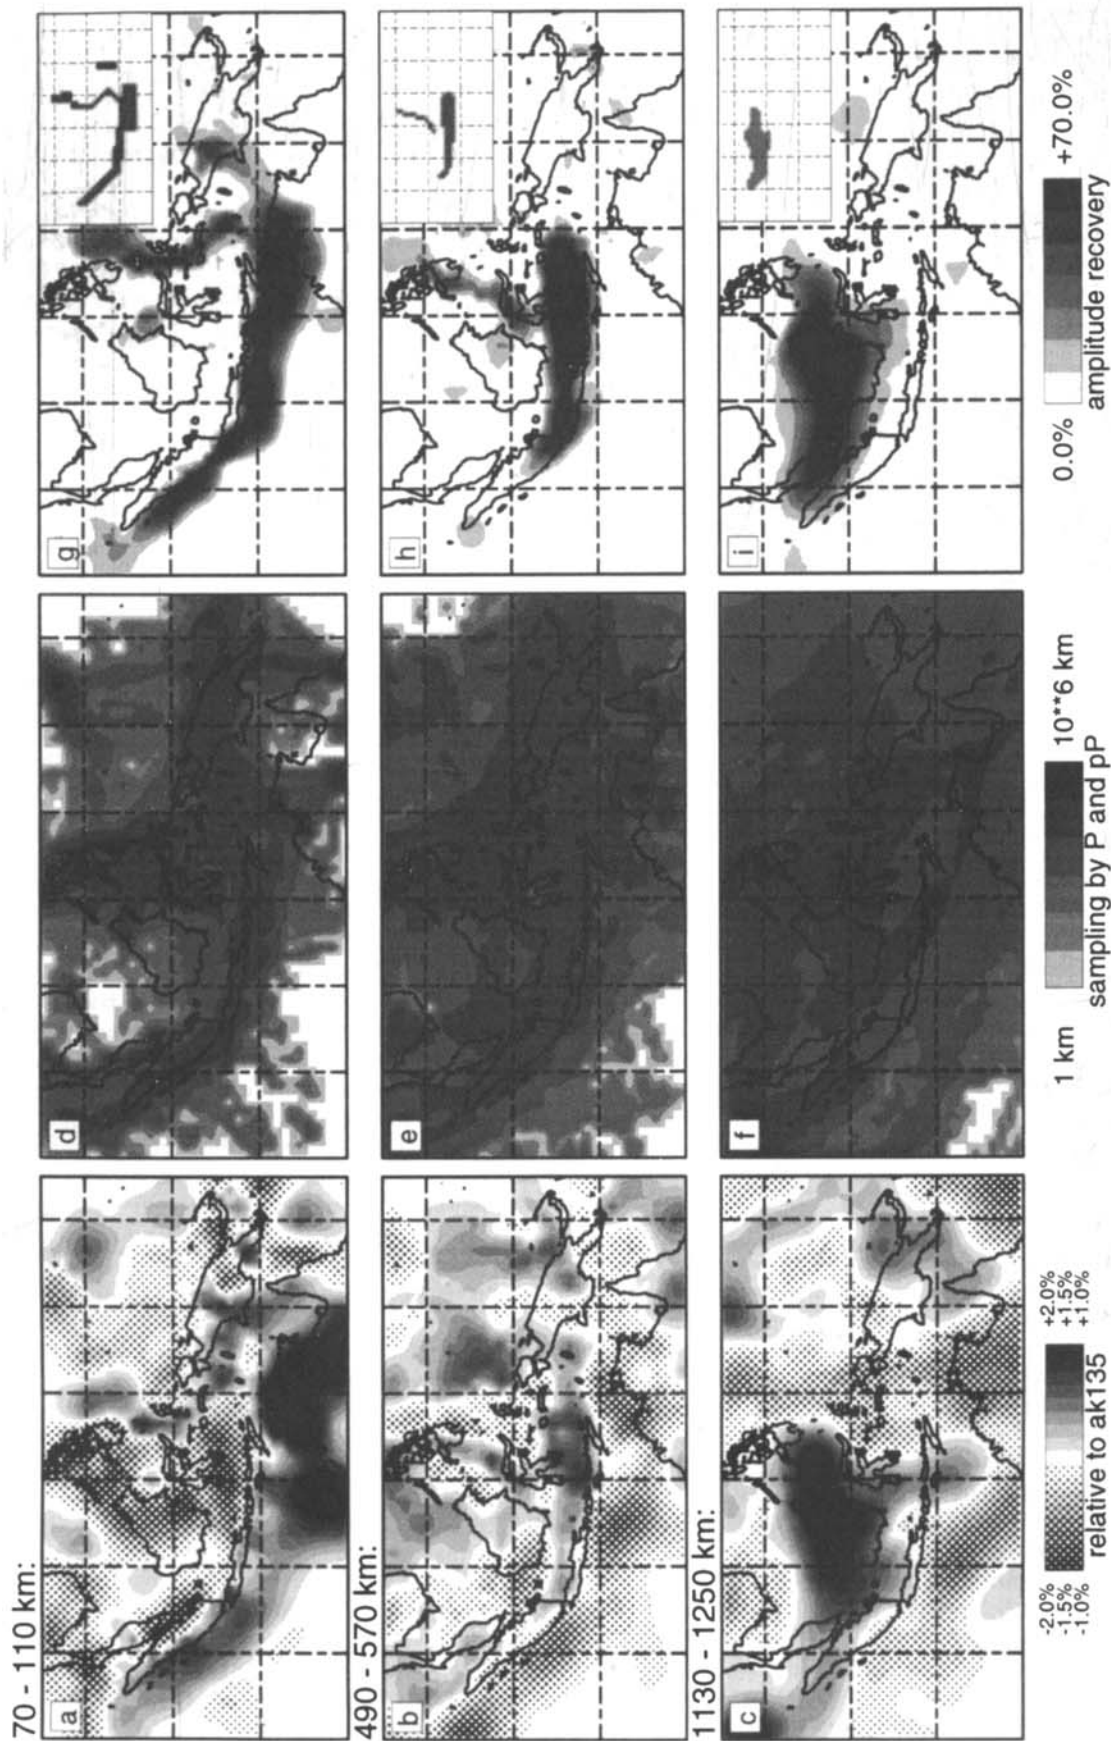 70 - 110 km:
a
d
g
490 - 570 km:
b
e
h
1130 - 1250 km:
c
f
i
-2.0%
-1.5%
-1.0%
+2.0%
+1.5%
+1.0%
relative to ak135
1 km
10**6 km
sampling by P and pP
0.0%
+70.0%
amplitude recovery